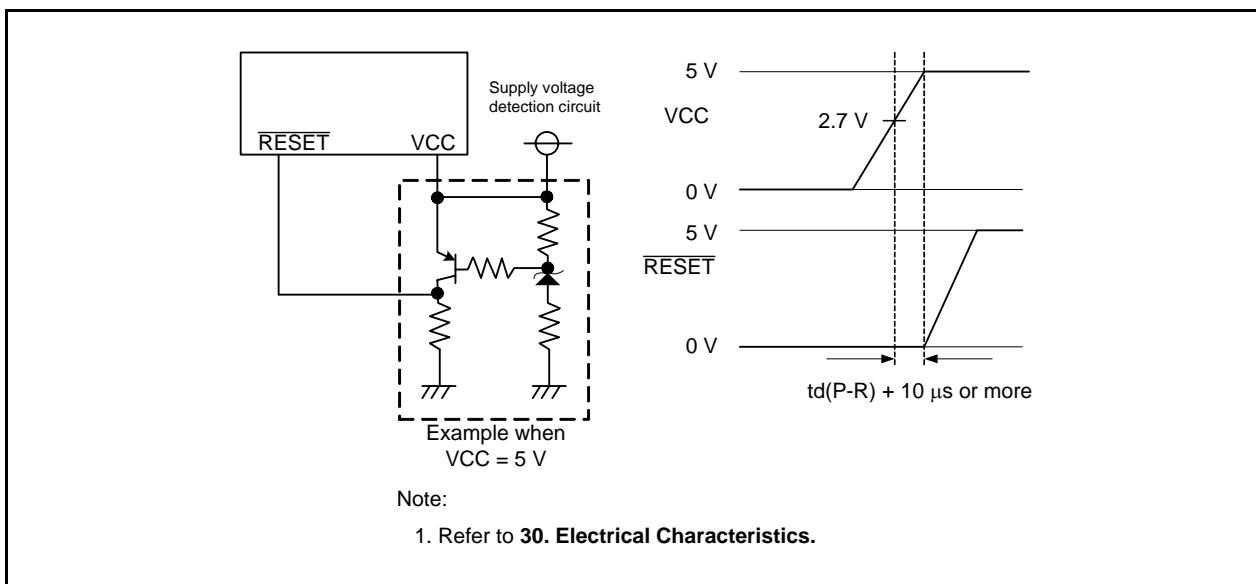 RESET
VCC
Supply voltage
detection circuit
Example when
VCC = 5 V
5 V
VCC
2.7 V
0 V
5 V
RESET
0 V
td(P-R) + 10 μs or more
Note:
1. Refer to 30. Electrical Characteristics.